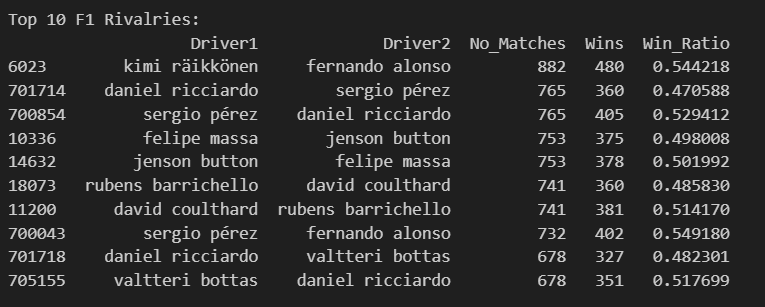 Top 10 F1 Rivalries:
Driver1 Driver2 No_Matches Wins Win_Ratio
6023 kimi räikkönen fernando alonso 882 480 0.544218
701714 daniel ricciardo sergio pérez 765 360 0.470588
700854 sergio pérez daniel ricciardo 765 405 0.529412
10336 felipe massa jenson button 753 375 0.498008
14632 jenson button felipe massa 753 378 0.501992
18073 rubens barrichello david coulthard 741 360 0.485830
11200 david coulthard rubens barrichello 741 381 0.514170
700043 sergio pérez fernando alonso 732 402 0.549180
701718 daniel ricciardo valtteri bottas 678 327 0.482301
705155 valtteri bottas daniel ricciardo 678 351 0.517699